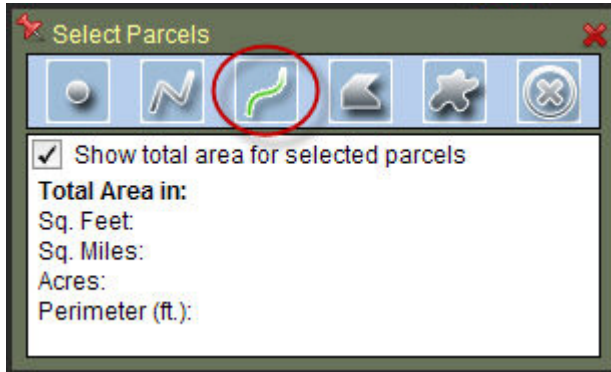 Select Parcels
Show total area for selected parcels
Total Area in:
Sq. Feet:
Sq. Miles:
Acres:
Perimeter (ft.):